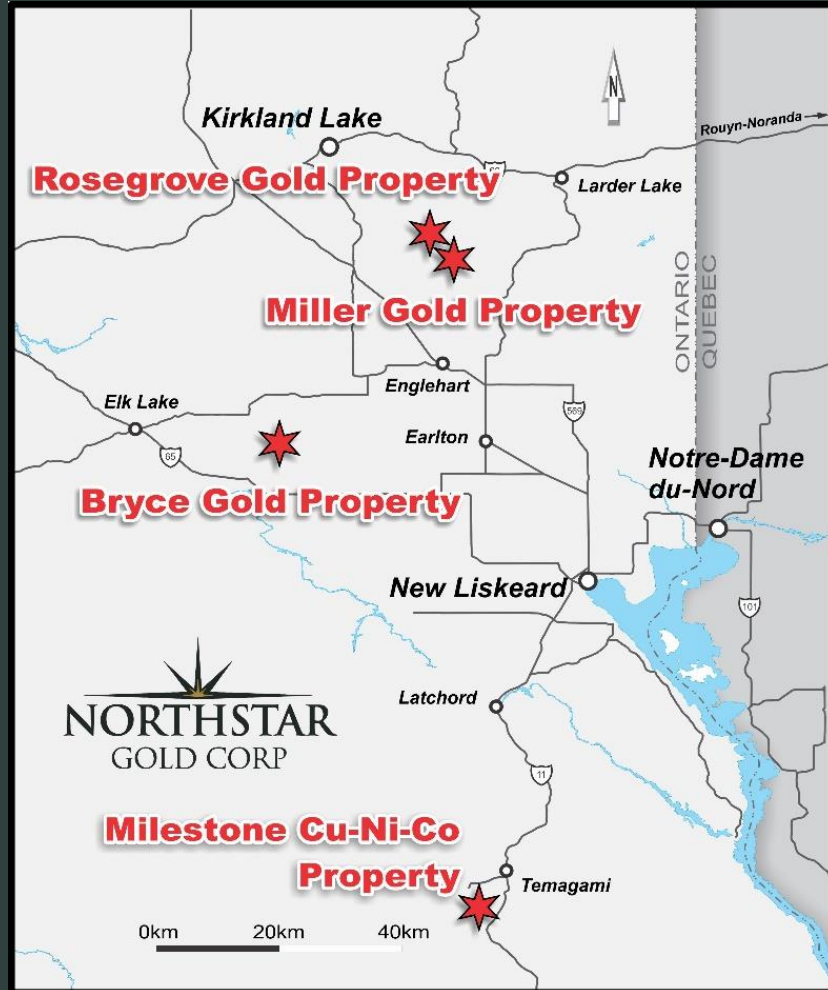 N
Kirkland Lake
Rouyn-Noranda
Rosegrove Gold Property
Larder Lake
Miller Gold Property
ONTARIO
QUEBEC
Englehart
Elk Lake
569
Earlton
65
Notre-Dame
du-Nord
Bryce Gold Property
New Liskeard
101
Latchord
NORTHSTAR
GOLD CORP
11
Milestone Cu-Ni-Co
Property
Temagami
0km 20km 40km